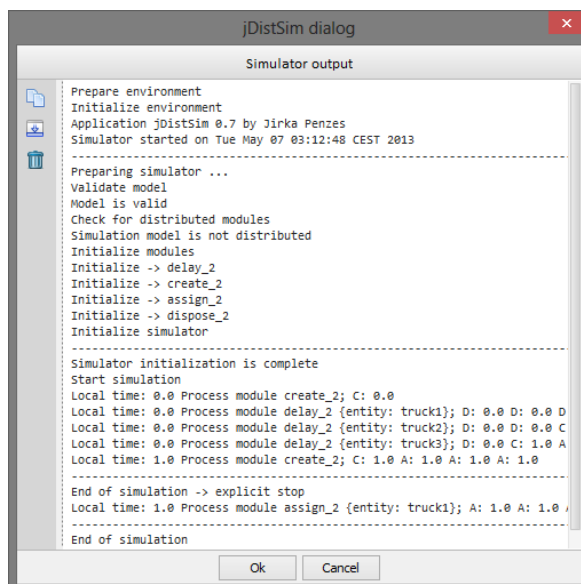 jDistSim dialog
Simulator output
Prepare environment
Initialize environment
Application jDistSim 0.7 by Jirka Penzes
Simulator started on Tue May 07 03:12:48 CEST 2013
--------------------------------------------------------------------
Preparing simulator ...
Validate model
Model is valid
Check for distributed modules
Simulation model is not distributed
Initialize modules
Initialize -> delay_2
Initialize -> create_2
Initialize -> assign_2
Initialize -> dispose_2
Initialize simulator
--------------------------------------------------------------------
Simulator initialization is complete
Start simulation
Local time: 0.0 Process module create_2; C: 0.0
Local time: 0.0 Process module delay_2 {entity: truck1}; D: 0.0 D: 0.0 D
Local time: 0.0 Process module delay_2 {entity: truck2}; D: 0.0 D: 0.0 C
Local time: 0.0 Process module delay_2 {entity: truck3}; D: 0.0 C: 1.0 A
Local time: 1.0 Process module create_2; C: 1.0 A: 1.0 A: 1.0 A: 1.0
--------------------------------------------------------------------
End of simulation -> explicit stop
Local time: 1.0 Process module assign_2 {entity: truck1}; A: 1.0 A: 1.0
--------------------------------------------------------------------
End of simulation
Ok Cancel